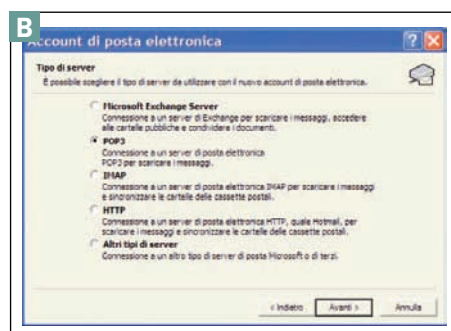 B
Account di posta elettronica
Tipo di server
È possibile scegliere il tipo di server da utilizzare con il nuovo account di posta elettronica.
Microsoft Exchange Server
Connessione a un server di Exchange per scaricare i messaggi, accedere
alle cartelle pubbliche e condividere i documenti.
POP3
Connessione a un server di posta elettronica
POP3 per scaricare i messaggi.
IMAP
Connessione a un server di posta elettronica IMAP per scaricare i messaggi
e sincronizzare le cartelle delle cassette postali.
HTTP
Connessione a un server di posta elettronica HTTP, quale Hotmail, per
scaricare i messaggi e sincronizzare le cartelle delle cassette postali.
Altri tipi di server
Connessione a un altro tipo di server di posta Microsoft o di terzi.
< Indietro Avanti > Annulla